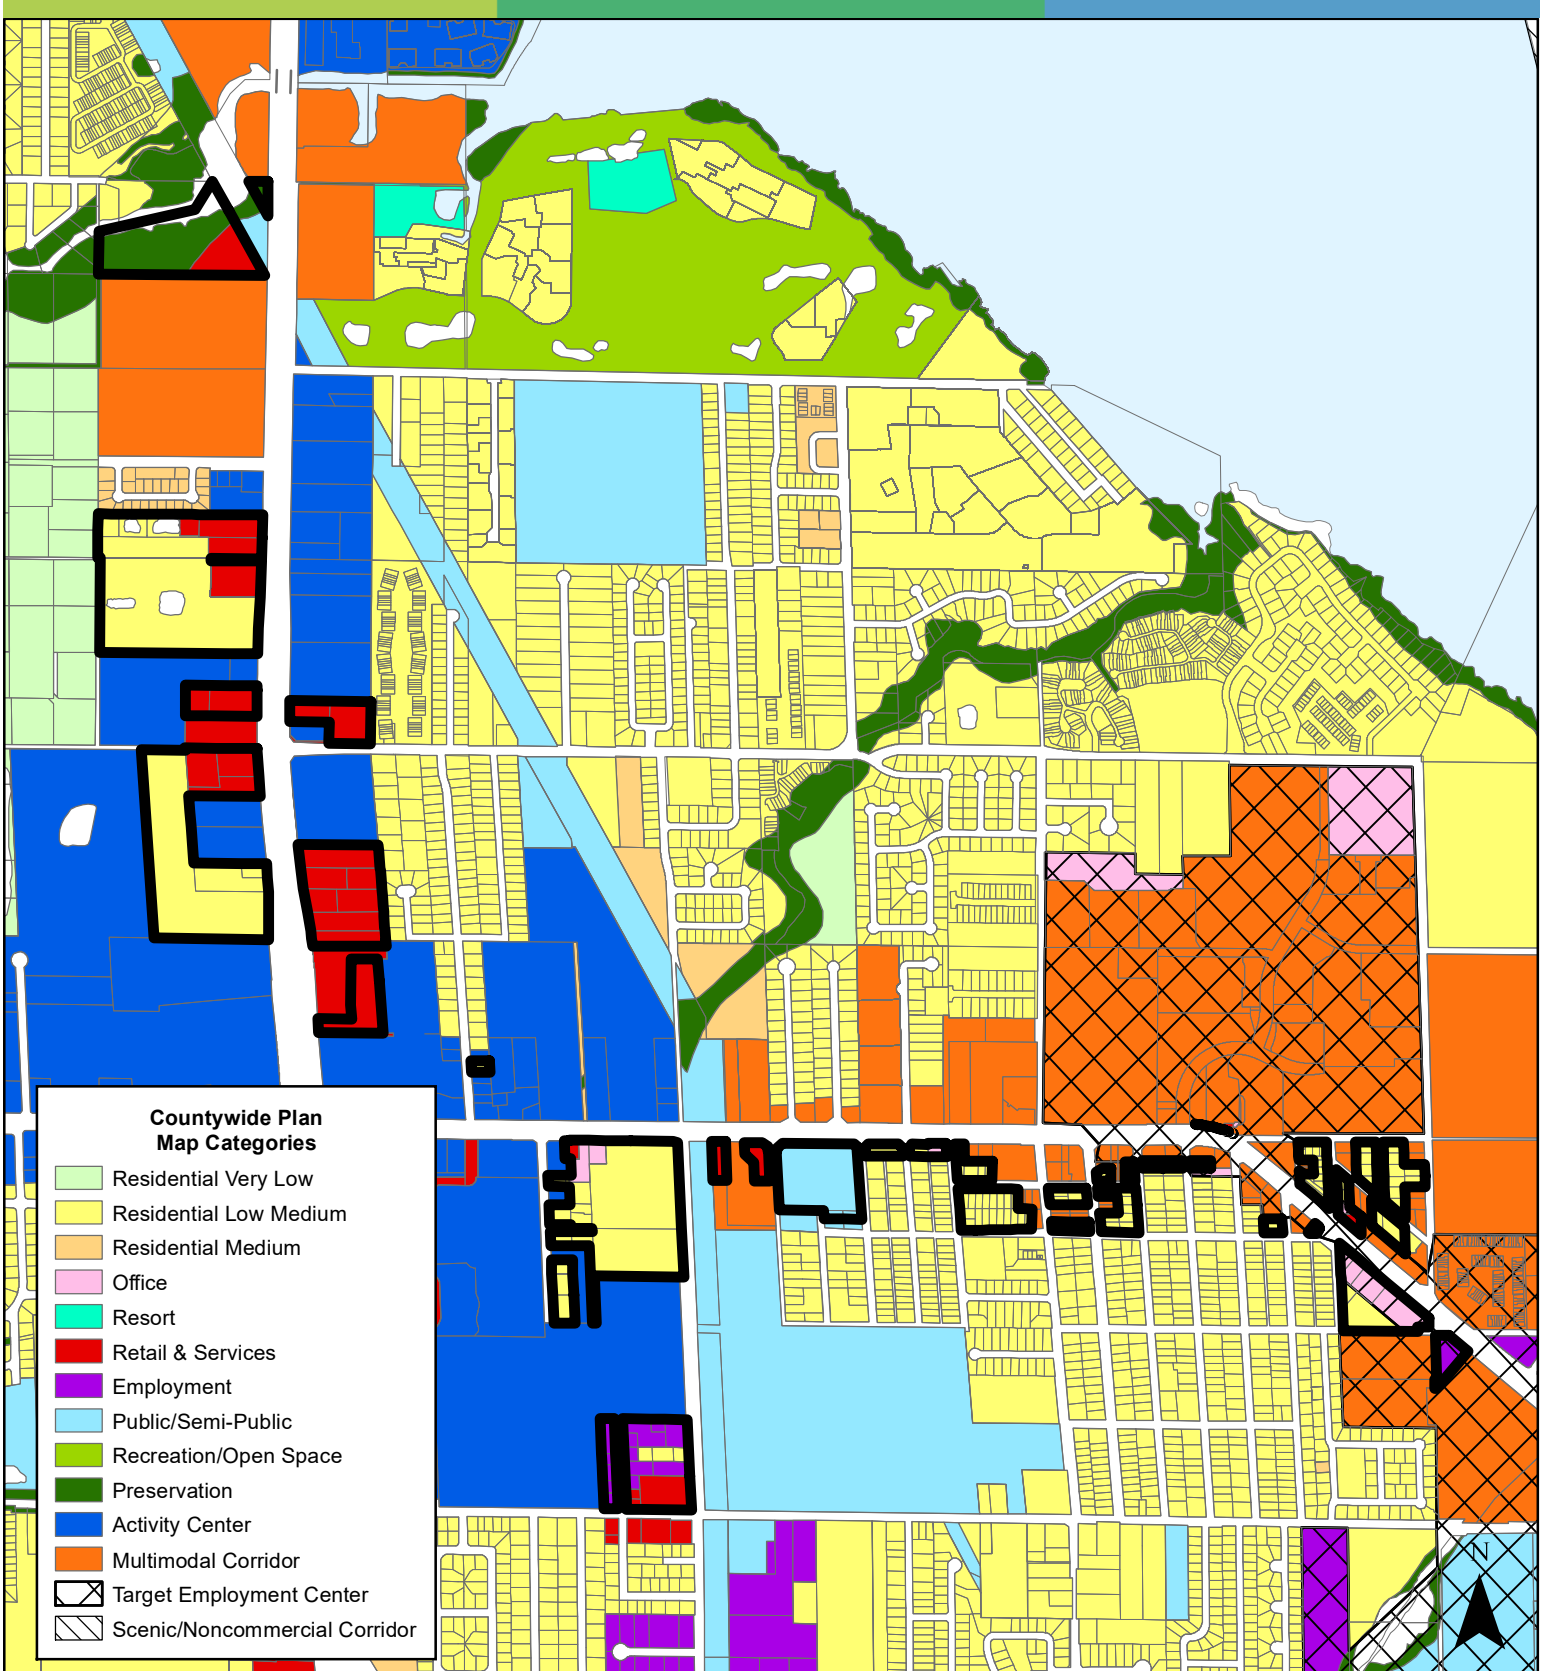 Countywide Plan
Map Categories
Residential Very Low
Residential Low Medium
Residential Medium
Office
Resort
Retail & Services
Employment
Public/Semi-Public
Recreation/Open Space
Preservation
Activity Center
Multimodal Corridor
Target Employment Center
Scenic/Noncommercial Corridor
N